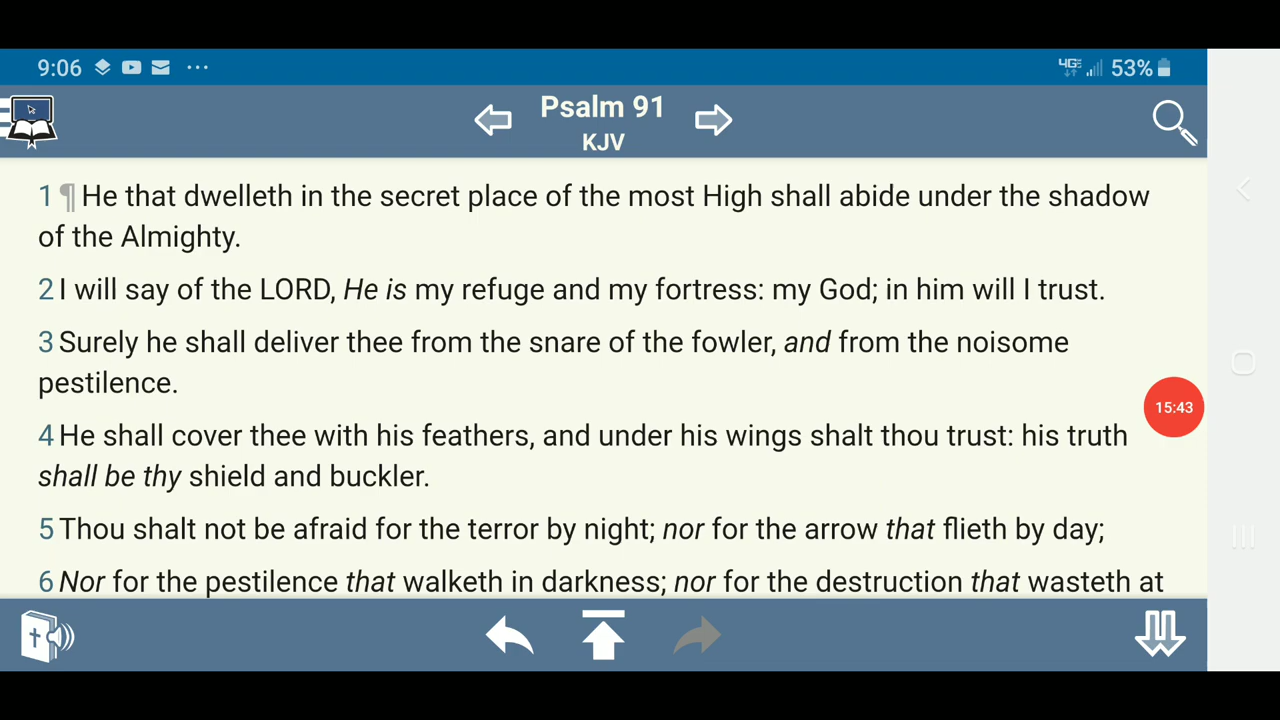 9:06 ... 4GE 53%
Psalm 91
KJV
1 ¶ He that dwelleth in the secret place of the most High shall abide under the shadow
of the Almighty.
2 I will say of the LORD, He is my refuge and my fortress: my God; in him will I trust.
3 Surely he shall deliver thee from the snare of the fowler, and from the noisome
pestilence.
15:43
4 He shall cover thee with his feathers, and under his wings shalt thou trust: his truth
shall be thy shield and buckler.
5 Thou shalt not be afraid for the terror by night; nor for the arrow that flieth by day;
6 Nor for the pestilence that walketh in darkness; nor for the destruction that wasteth at